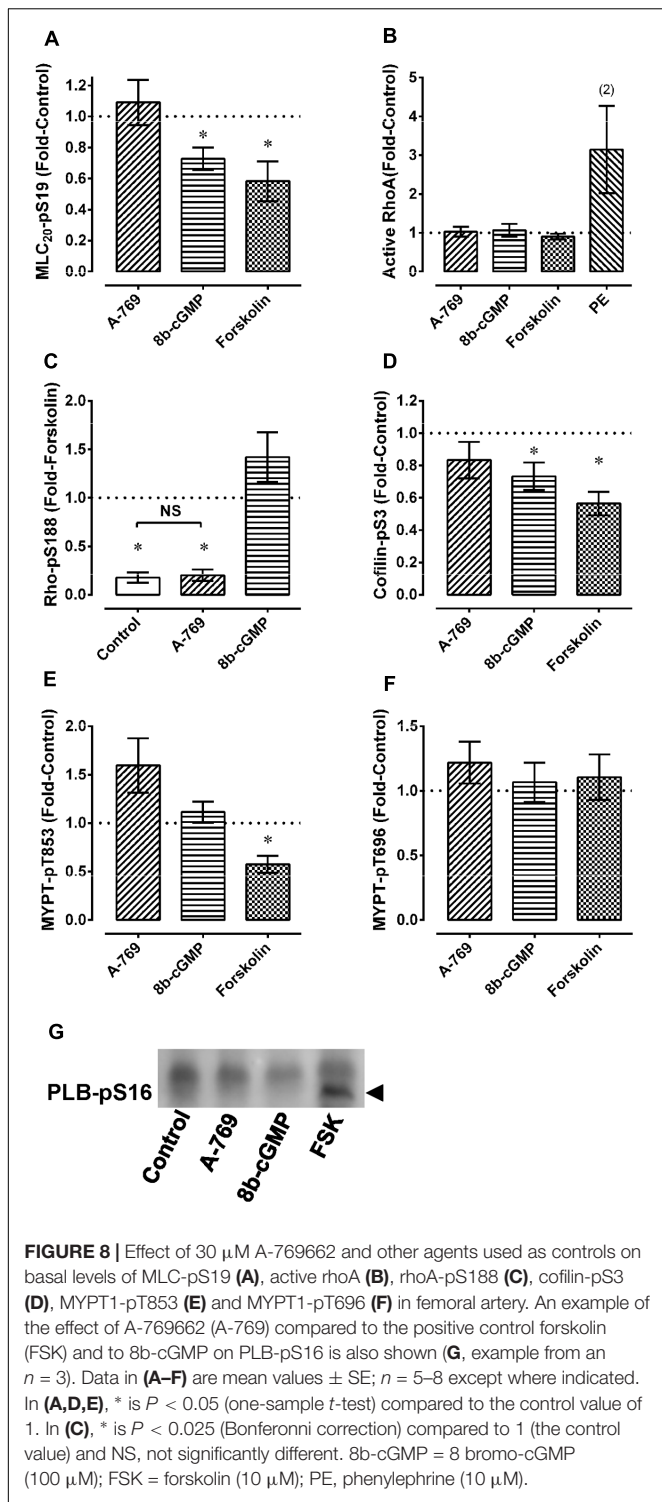 A
MLC20-pS19 (Fold-Control)
1.2
1.0
0.8
0.6
0.4
0.2
0.0
*
*
A-769
8b-cGMP
Forskolin
B
Active RhoA(Fold-Control)
5
4
3
2
1
0
(2)
A-769
8b-cGMP
Forskolin
PE
C
Rho-pS188 (Fold-Forskolin)
2.0
1.5
1.0
0.5
0.0
NS
*
*
Control
A-769
8b-cGMP
D
Cofilin-pS3 (Fold-Control)
1.2
1.0
0.8
0.6
0.4
0.2
0.0
*
*
A-769
8b-cGMP
Forskolin
E
MYPT-pT853 (Fold-Control)
2.0
1.5
1.0
0.5
0.0
*
A-769
8b-cGMP
Forskolin
F
MYPT-pT696 (Fold-Control)
1.5
1.0
0.5
0.0
A-769
8b-cGMP
Forskolin
G
PLB-pS16
Control
A-769
8b-cGMP
FSK
FIGURE 8 | Effect of 30 μM A-769662 and other agents used as controls on
basal levels of MLC-pS19 (A), active rhoA (B), rhoA-pS188 (C), cofilin-pS3
(D), MYPT1-pT853 (E) and MYPT1-pT696 (F) in femoral artery. An example of
the effect of A-769662 (A-769) compared to the positive control forskolin
(FSK) and to 8b-cGMP on PLB-pS16 is also shown (G, example from an
n = 3). Data in (A–F) are mean values ± SE; n = 5–8 except where indicated.
In (A,D,E), * is P < 0.05 (one-sample t-test) compared to the control value of
1. In (C), * is P < 0.025 (Bonferonni correction) compared to 1 (the control
value) and NS, not significantly different. 8b-cGMP = 8 bromo-cGMP
(100 μM); FSK = forskolin (10 μM); PE, phenylephrine (10 μM).